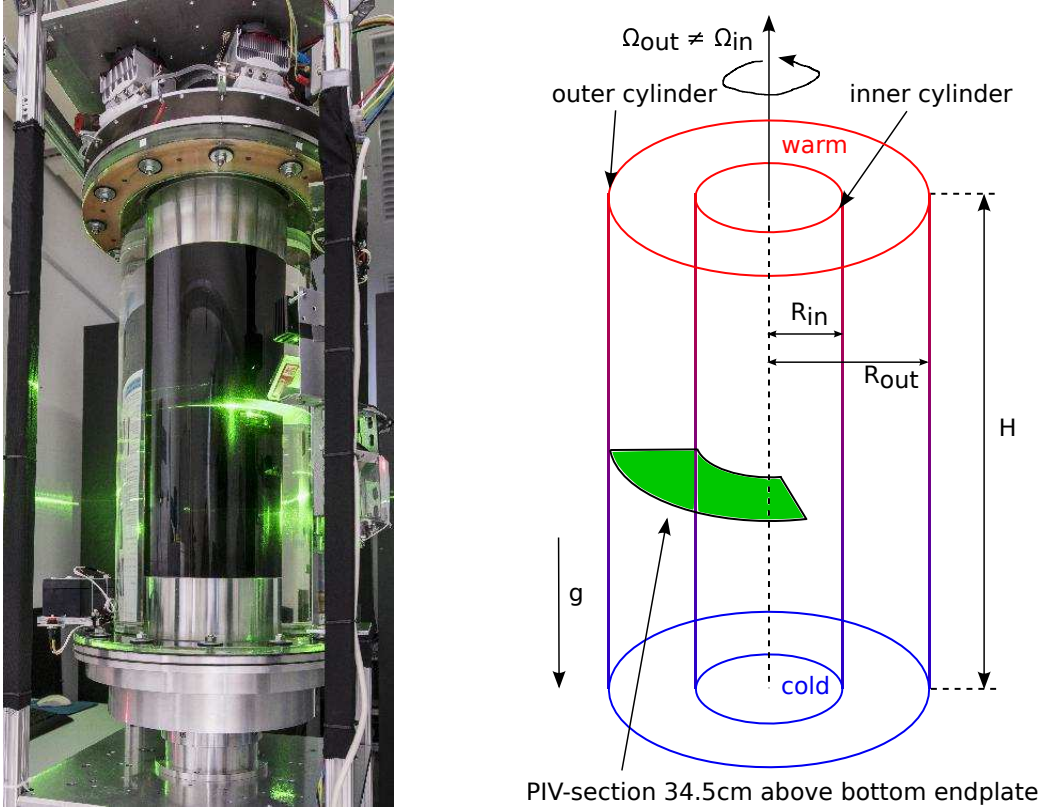 Ωout ≠ Ωin
outer cylinder
inner cylinder
warm
Rin
Rout
H
g
cold
PIV-section 34.5cm above bottom endplate